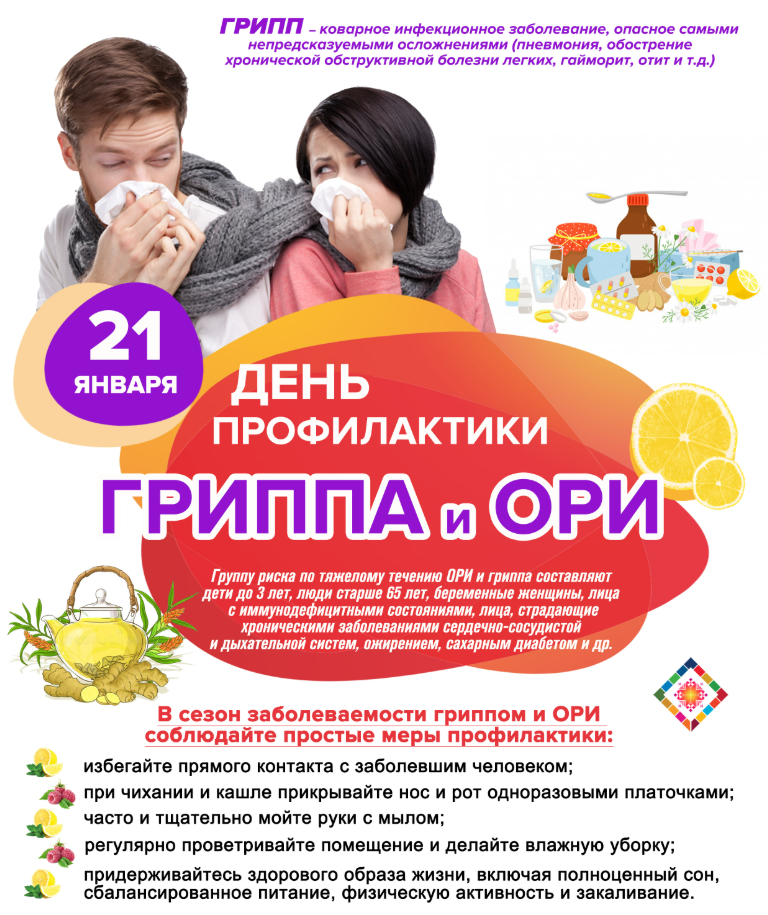 ГРИПП – коварное инфекционное заболевание, опасное самыми
непредсказуемыми осложнениями (пневмония, обострение
хронической обструктивной болезни легких, гайморит, отит и т.д.)
21
ЯНВАРЯ
ДЕНЬ
ПРОФИЛАКТИКИ
ГРИППА и ОРИ
Группу риска по тяжелому течению ОРИ и гриппа составляют
дети до 3 лет, люди старше 65 лет, беременные женщины, лица
с иммунодефицитными состояниями, лица, страдающие
хроническими заболеваниями сердечно-сосудистой
и дыхательной систем, ожирением, сахарным диабетом и др.
В сезон заболеваемости гриппом и ОРИ
соблюдайте простые меры профилактики:
избегайте прямого контакта с заболевшим человеком;
при чихании и кашле прикрывайте нос и рот одноразовыми платочками;
часто и тщательно мойте руки с мылом;
регулярно проветривайте помещение и делайте влажную уборку;
придерживайтесь здорового образа жизни, включая полноценный сон,
сбалансированное питание, физическую активность и закаливание.